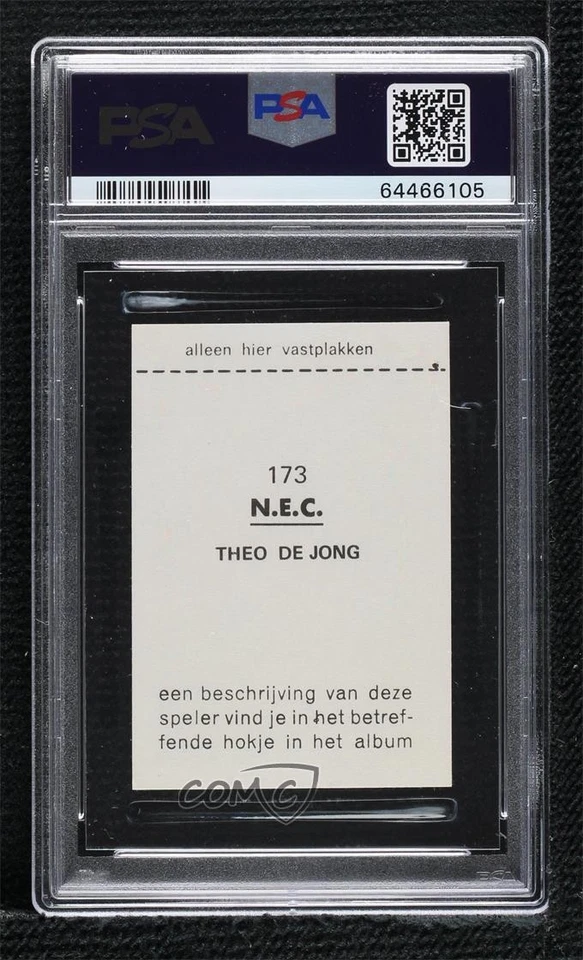 PSA
PSA
64466105
alleen hier vastplakken
173
N.E.C.
THEO DE JONG
een beschrijving van deze
speler vind je in het betref-
fende hokje in het album
COMC
PSA